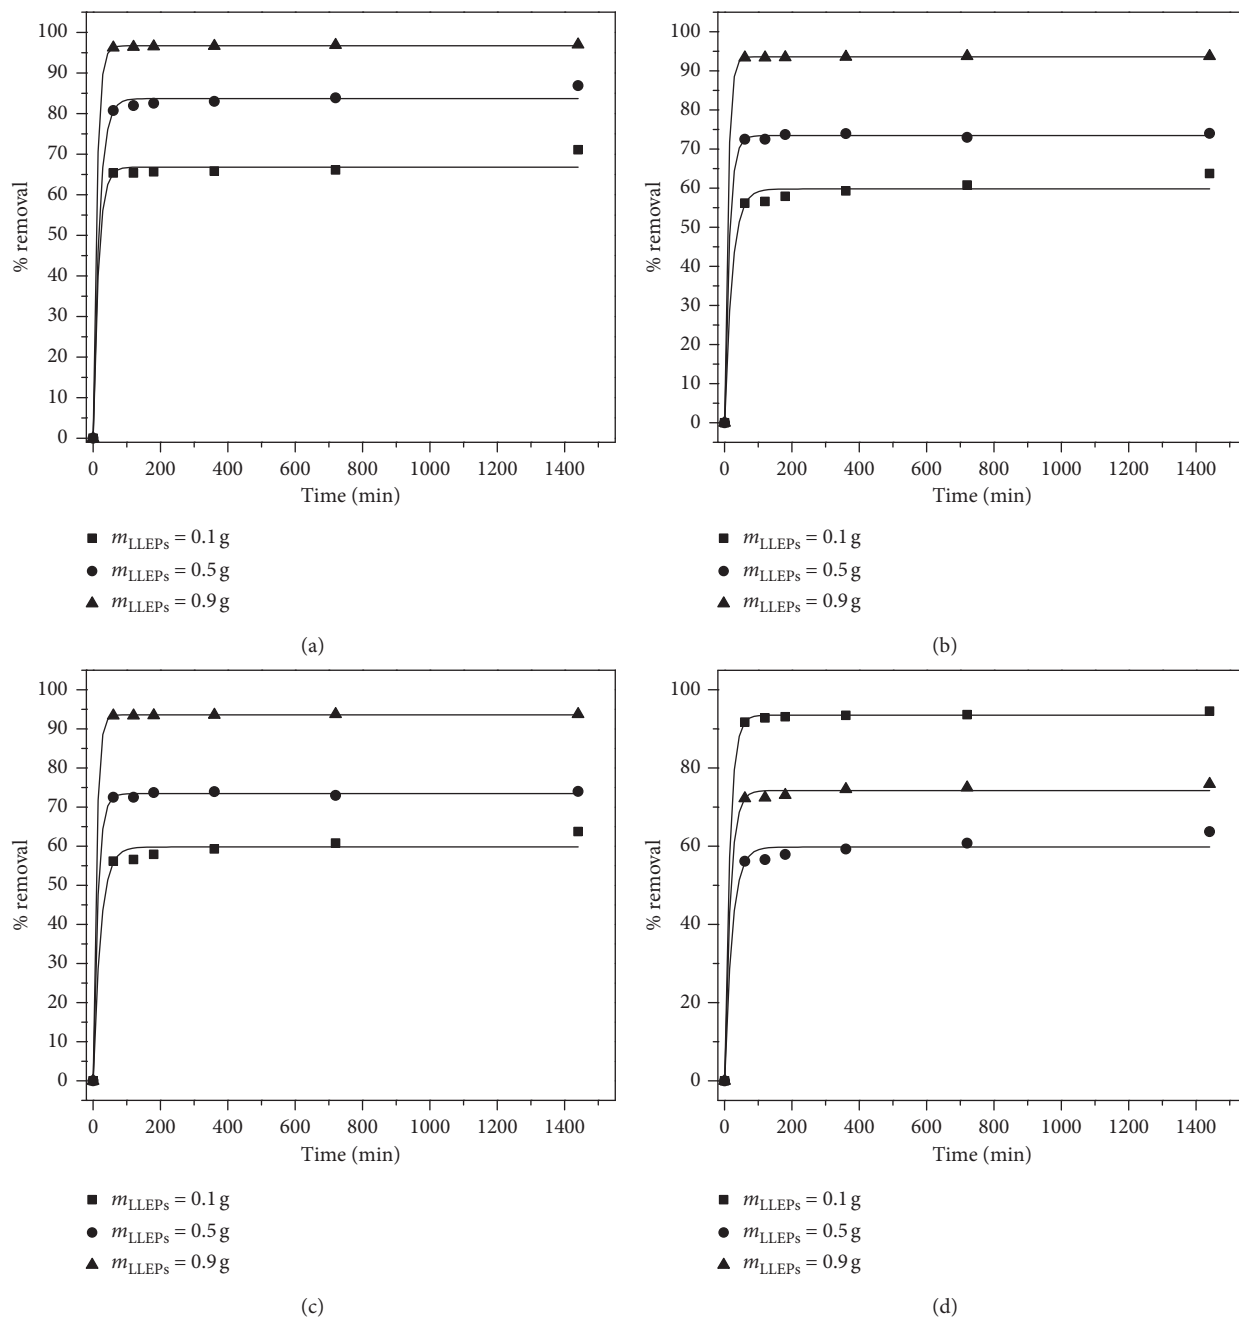 100
90
80
70
60
50
40
30
20
10
0
% removal
0 200 400 600 800 1000 1200 1400
Time (min)
m_LLEPs = 0.1 g
m_LLEPs = 0.5 g
m_LLEPs = 0.9 g
(a)
100
90
80
70
60
50
40
30
20
10
0
% removal
0 200 400 600 800 1000 1200 1400
Time (min)
m_LLEPs = 0.1 g
m_LLEPs = 0.5 g
m_LLEPs = 0.9 g
(b)
100
90
80
70
60
50
40
30
20
10
0
% removal
0 200 400 600 800 1000 1200 1400
Time (min)
m_LLEPs = 0.1 g
m_LLEPs = 0.5 g
m_LLEPs = 0.9 g
(c)
100
80
60
40
20
0
% removal
0 200 400 600 800 1000 1200 1400
Time (min)
m_LLEPs = 0.1 g
m_LLEPs = 0.5 g
m_LLEPs = 0.9 g
(d)